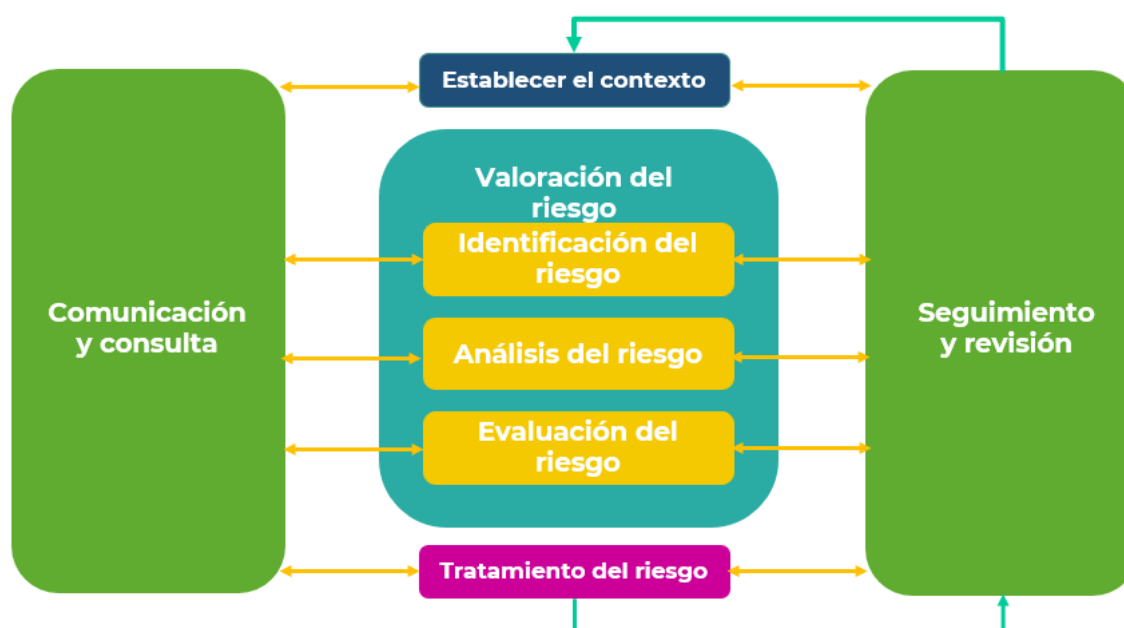 Establecer el contexto
Comunicación
y consulta
Valoración del
riesgo
Identificación del
riesgo
Análisis del riesgo
Evaluación del
riesgo
Tratamiento del riesgo
Seguimiento
y revisión